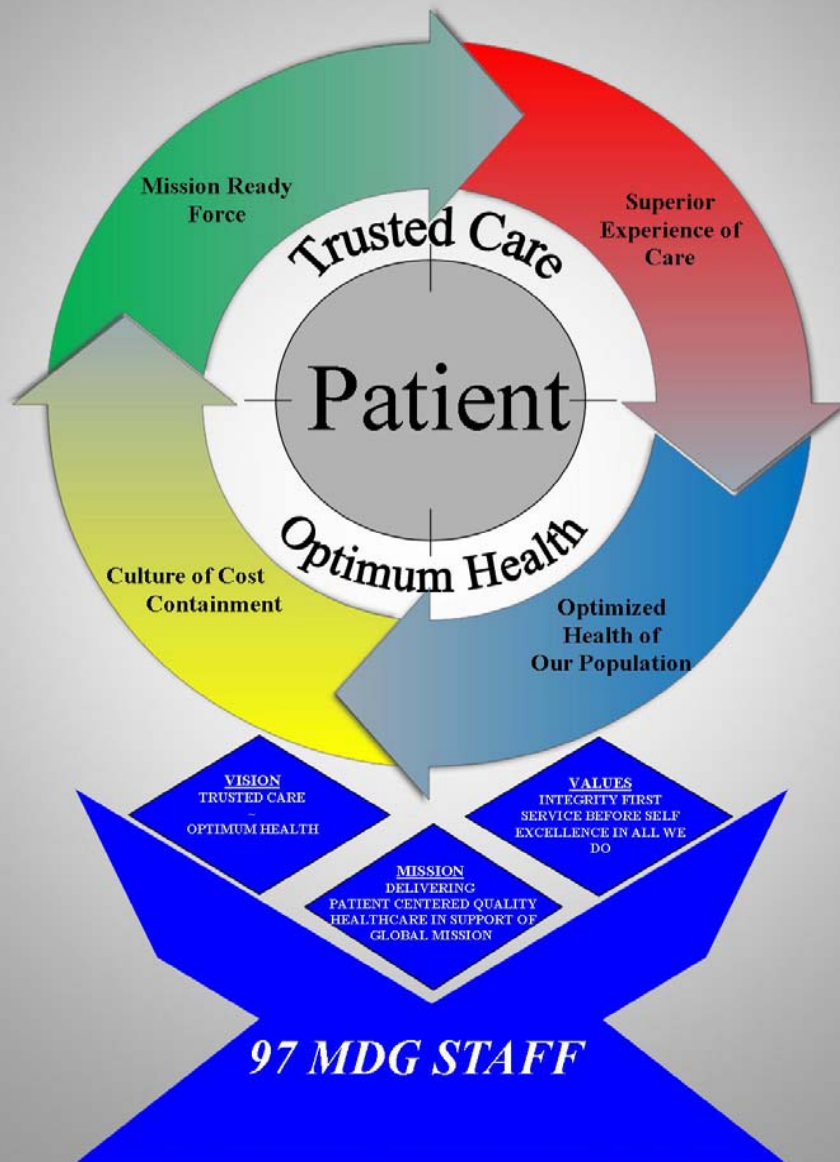 Mission Ready
Force
Superior
Experience of
Care
Trusted Care
Patient
Optimum Health
Culture of Cost
Containment
Optimized
Health of
Our Population
VISION
TRUSTED CARE
~
OPTIMUM HEALTH
VALUES
INTEGRITY FIRST
SERVICE BEFORE SELF
EXCELLENCE IN ALL WE
DO
MISSION
DELIVERING
PATIENT CENTERED QUALITY
HEALTHCARE IN SUPPORT OF
GLOBAL MISSION
97 MDG STAFF